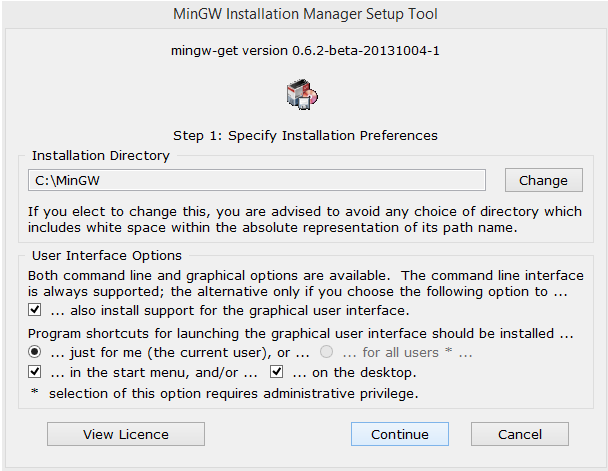 MinGW Installation Manager Setup Tool
mingw-get version 0.6.2-beta-20131004-1
Step 1: Specify Installation Preferences
Installation Directory
C:\MinGW
Change
If you elect to change this, you are advised to avoid any choice of directory which
includes white space within the absolute representation of its path name.
User Interface Options
Both command line and graphical options are available.  The command line interface
is always supported; the alternative only if you choose the following option to ...
... also install support for the graphical user interface.
Program shortcuts for launching the graphical user interface should be installed ...
... just for me (the current user), or ... ... for all users * ...
... in the start menu, and/or ... ... on the desktop.
* selection of this option requires administrative privilege.
View Licence
Continue
Cancel